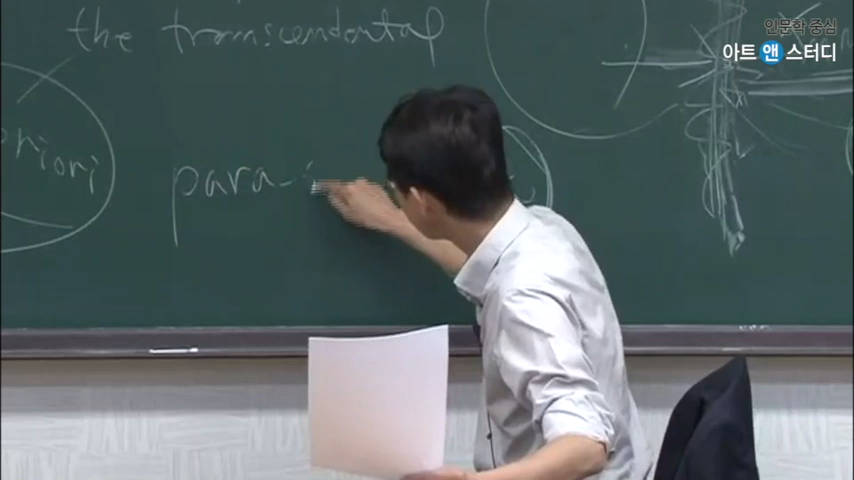 인문학 중심
아트 앤 스터디
the transcendental
priori
para-